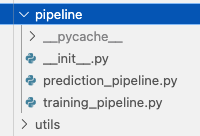 pipeline
__pycache__
__init__.py
prediction_pipeline.py
training_pipeline.py
utils